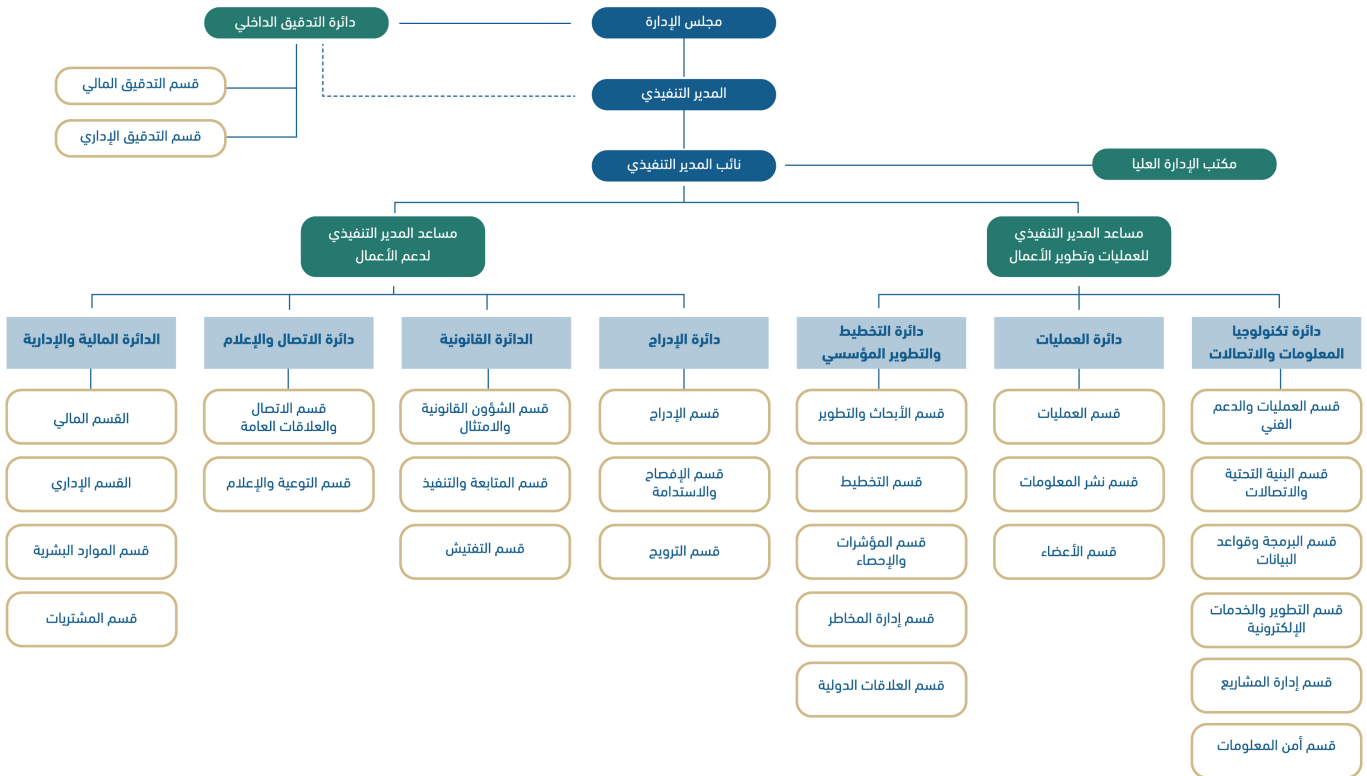 مجلس الإدارة
دائرة التدقيق الداخلي
قسم التدقيق المالي
المدير التنفيذي
قسم التدقيق الإداري
مكتب الإدارة العليا
نائب المدير التنفيذي
مساعد المدير التنفيذي
للعمليات وتطوير الأعمال
مساعد المدير التنفيذي
لدعم الأعمال
دائرة تكنولوجيا
المعلومات والاتصالات
قسم العمليات والدعم
الفني
قسم البنية التحتية
والاتصالات
قسم البرمجة وقواعد
البيانات
قسم التطوير والخدمات
الإلكترونية
قسم إدارة المشاريع
قسم أمن المعلومات
دائرة العمليات
قسم العمليات
قسم نشر المعلومات
قسم الأعضاء
دائرة التخطيط
والتطوير المؤسسي
قسم الأبحاث والتطوير
قسم التخطيط
قسم المؤشرات
والإحصاء
قسم إدارة المخاطر
قسم العلاقات الدولية
دائرة الإدراج
قسم الإدراج
قسم الإفصاح
والاستدامة
قسم الترويج
الدائرة القانونية
قسم الشؤون القانونية
والامتثال
قسم المتابعة والتنفيذ
قسم التفتيش
دائرة الاتصال والإعلام
قسم الاتصال
والعلاقات العامة
قسم التوعية والإعلام
الدائرة المالية والإدارية
القسم المالي
القسم الإداري
قسم الموارد البشرية
قسم المشتريات